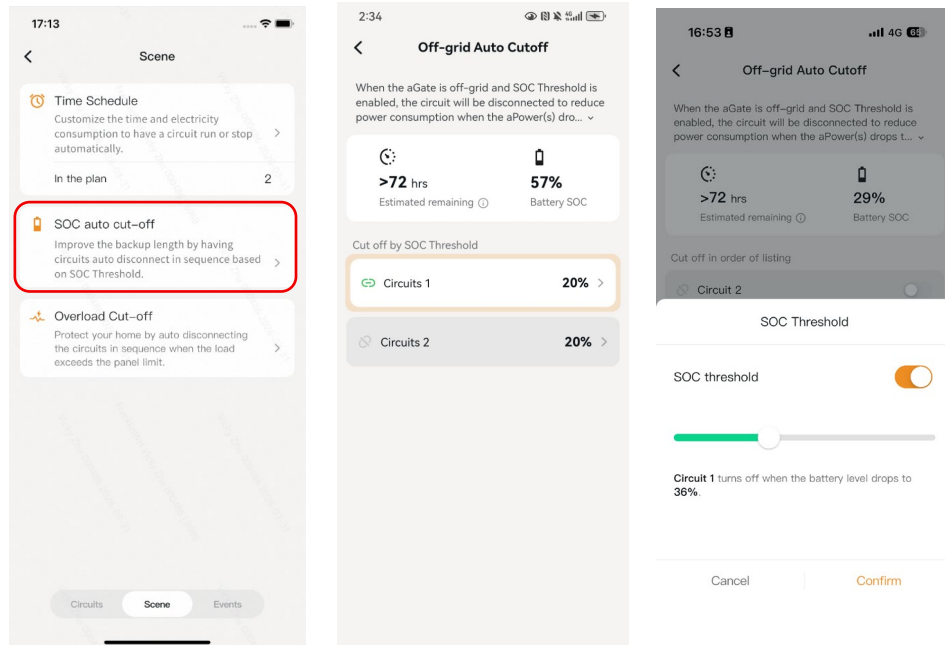 17:13
Scene
Time Schedule
Customize the time and electricity
consumption to have a circuit run or stop
automatically.
In the plan 2
SOC auto cut-off
Improve the backup length by having
circuits auto disconnect in sequence based
on SOC Threshold.
Overload Cut-off
Protect your home by auto disconnecting
the circuits in sequence when the load
exceeds the panel limit.
Circuits Scene Events
2:34
Off-grid Auto Cutoff
When the aGate is off-grid and SOC Threshold is
enabled, the circuit will be disconnected to reduce
power consumption when the aPower(s) dro...
>72 hrs 57%
Estimated remaining Battery SOC
Cut off by SOC Threshold
Circuits 1 20%
Circuits 2 20%
16:53 4G
Off-grid Auto Cutoff
When the aGate is off-grid and SOC Threshold is
enabled, the circuit will be disconnected to reduce
power consumption when the aPower(s) drops t...
>72 hrs 29%
Estimated remaining Battery SOC
Cut off in order of listing
Circuit 2
SOC Threshold
SOC threshold
Circuit 1 turns off when the battery level drops to
36%.
Cancel Confirm